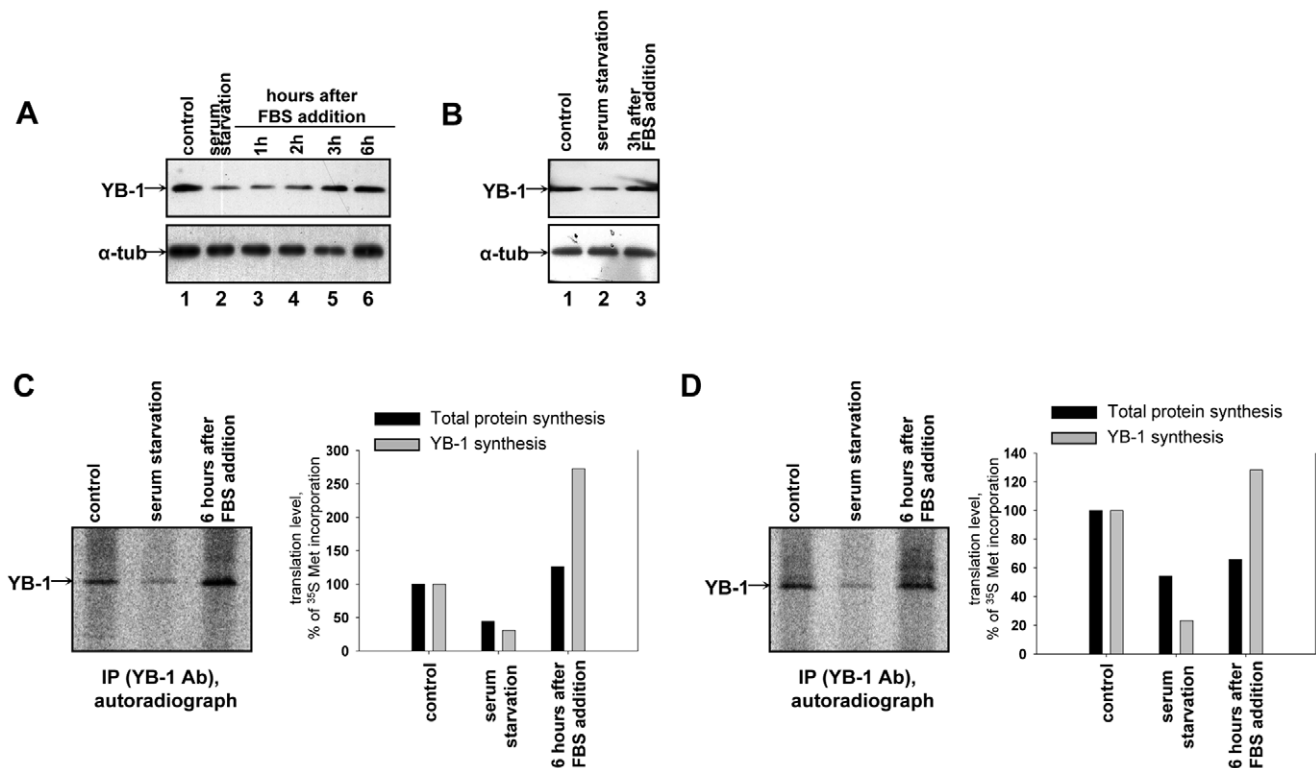 A
control
serum
starvation
hours after
FBS addition
1h
2h
3h
6h
YB-1
α-tub
1 2 3 4 5 6
B
control
serum starvation
3h after
FBS addition
YB-1
α-tub
1 2 3
C
control
serum starvation
6 hours after
FBS addition
YB-1
IP (YB-1 Ab),
autoradiograph
Total protein synthesis
YB-1 synthesis
translation level,
% of ³⁵S Met incorporation
300
250
200
150
100
50
0
control
serum
starvation
6 hours after
FBS addition
D
control
serum starvation
6 hours after
FBS addition
YB-1
IP (YB-1 Ab),
autoradiograph
Total protein synthesis
YB-1 synthesis
translation level,
% of ³⁵S Met incorporation
140
120
100
80
60
40
20
0
control
serum
starvation
6 hours after
FBS addition